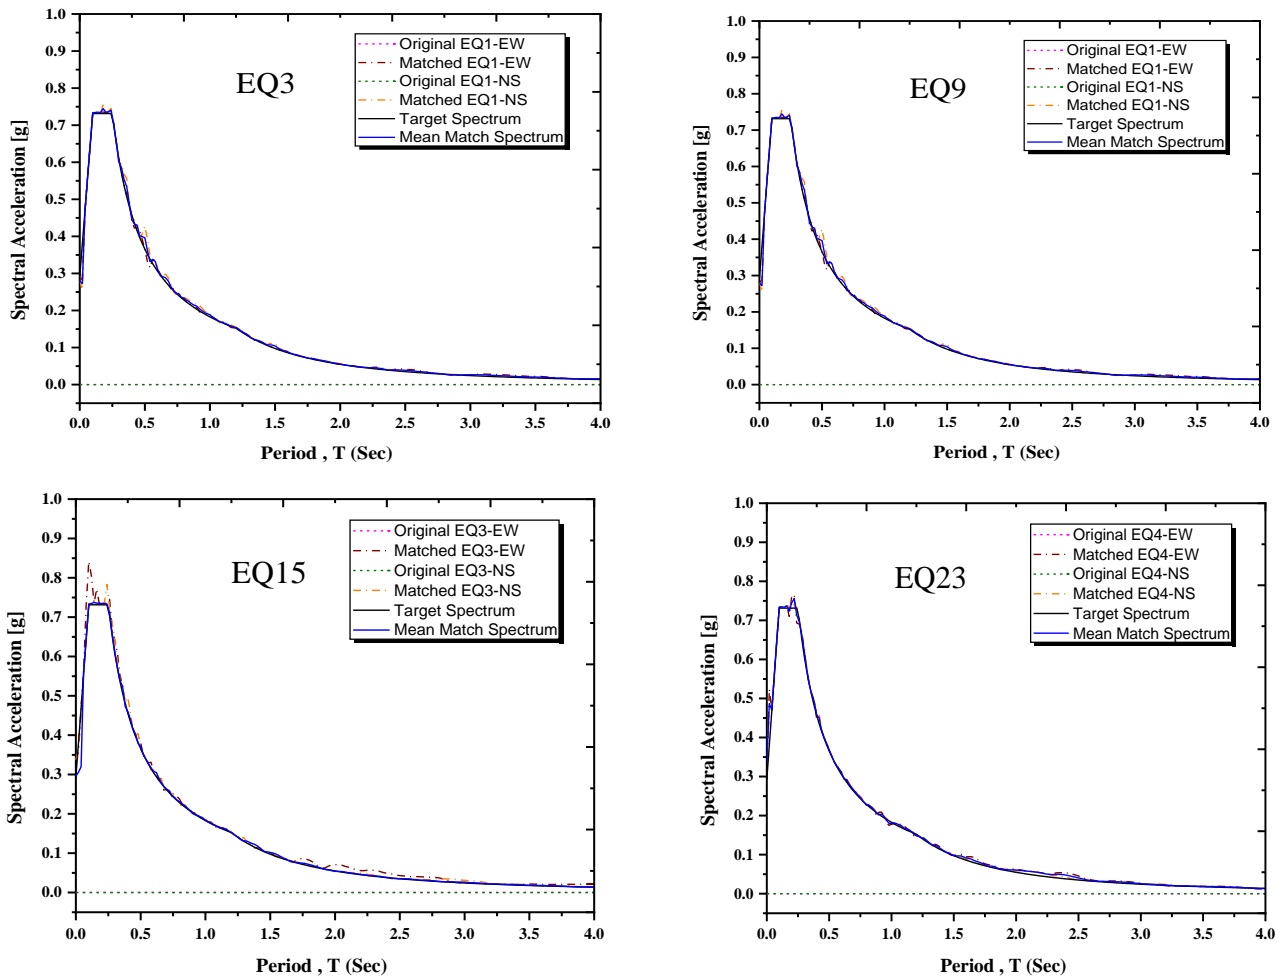 EQ3
Original EQ1-EW
Matched EQ1-EW
Original EQ1-NS
Matched EQ1-NS
Target Spectrum
Mean Match Spectrum
Spectral Acceleration [g]
1.0
0.9
0.8
0.7
0.6
0.5
0.4
0.3
0.2
0.1
0.0
0.0 0.5 1.0 1.5 2.0 2.5 3.0 3.5 4.0
Period , T (Sec)
EQ9
Original EQ1-EW
Matched EQ1-EW
Original EQ1-NS
Matched EQ1-NS
Target Spectrum
Mean Match Spectrum
Spectral Acceleration [g]
1.0
0.9
0.8
0.7
0.6
0.5
0.4
0.3
0.2
0.1
0.0
0.0 0.5 1.0 1.5 2.0 2.5 3.0 3.5 4.0
Period , T (Sec)
EQ15
Original EQ3-EW
Matched EQ3-EW
Original EQ3-NS
Matched EQ3-NS
Target Spectrum
Mean Match Spectrum
Spectral Acceleration [g]
1.0
0.9
0.8
0.7
0.6
0.5
0.4
0.3
0.2
0.1
0.0
0.0 0.5 1.0 1.5 2.0 2.5 3.0 3.5 4.0
Period , T (Sec)
EQ23
Original EQ4-EW
Matched EQ4-EW
Original EQ4-NS
Matched EQ4-NS
Target Spectrum
Mean Match Spectrum
Spectral Acceleration [g]
1.0
0.9
0.8
0.7
0.6
0.5
0.4
0.3
0.2
0.1
0.0
0.0 0.5 1.0 1.5 2.0 2.5 3.0 3.5 4.0
Period , T (Sec)